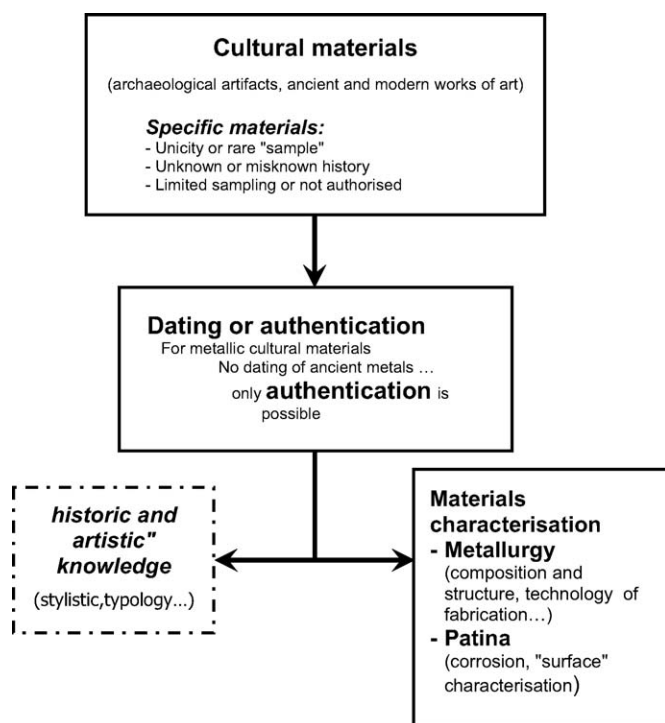 Cultural materials
(archaeological artifacts, ancient and modern works of art)
Specific materials:
- Unicity or rare "sample"
- Unknown or misknown history
- Limited sampling or not authorised
Dating or authentication
For metallic cultural materials
No dating of ancient metals ...
only authentication is
possible
historic and
artistic"
knowledge
(stylistic,typology...)
Materials
characterisation
- Metallurgy
(composition and
structure, technology of
fabrication...)
- Patina
(corrosion, "surface"
characterisation)